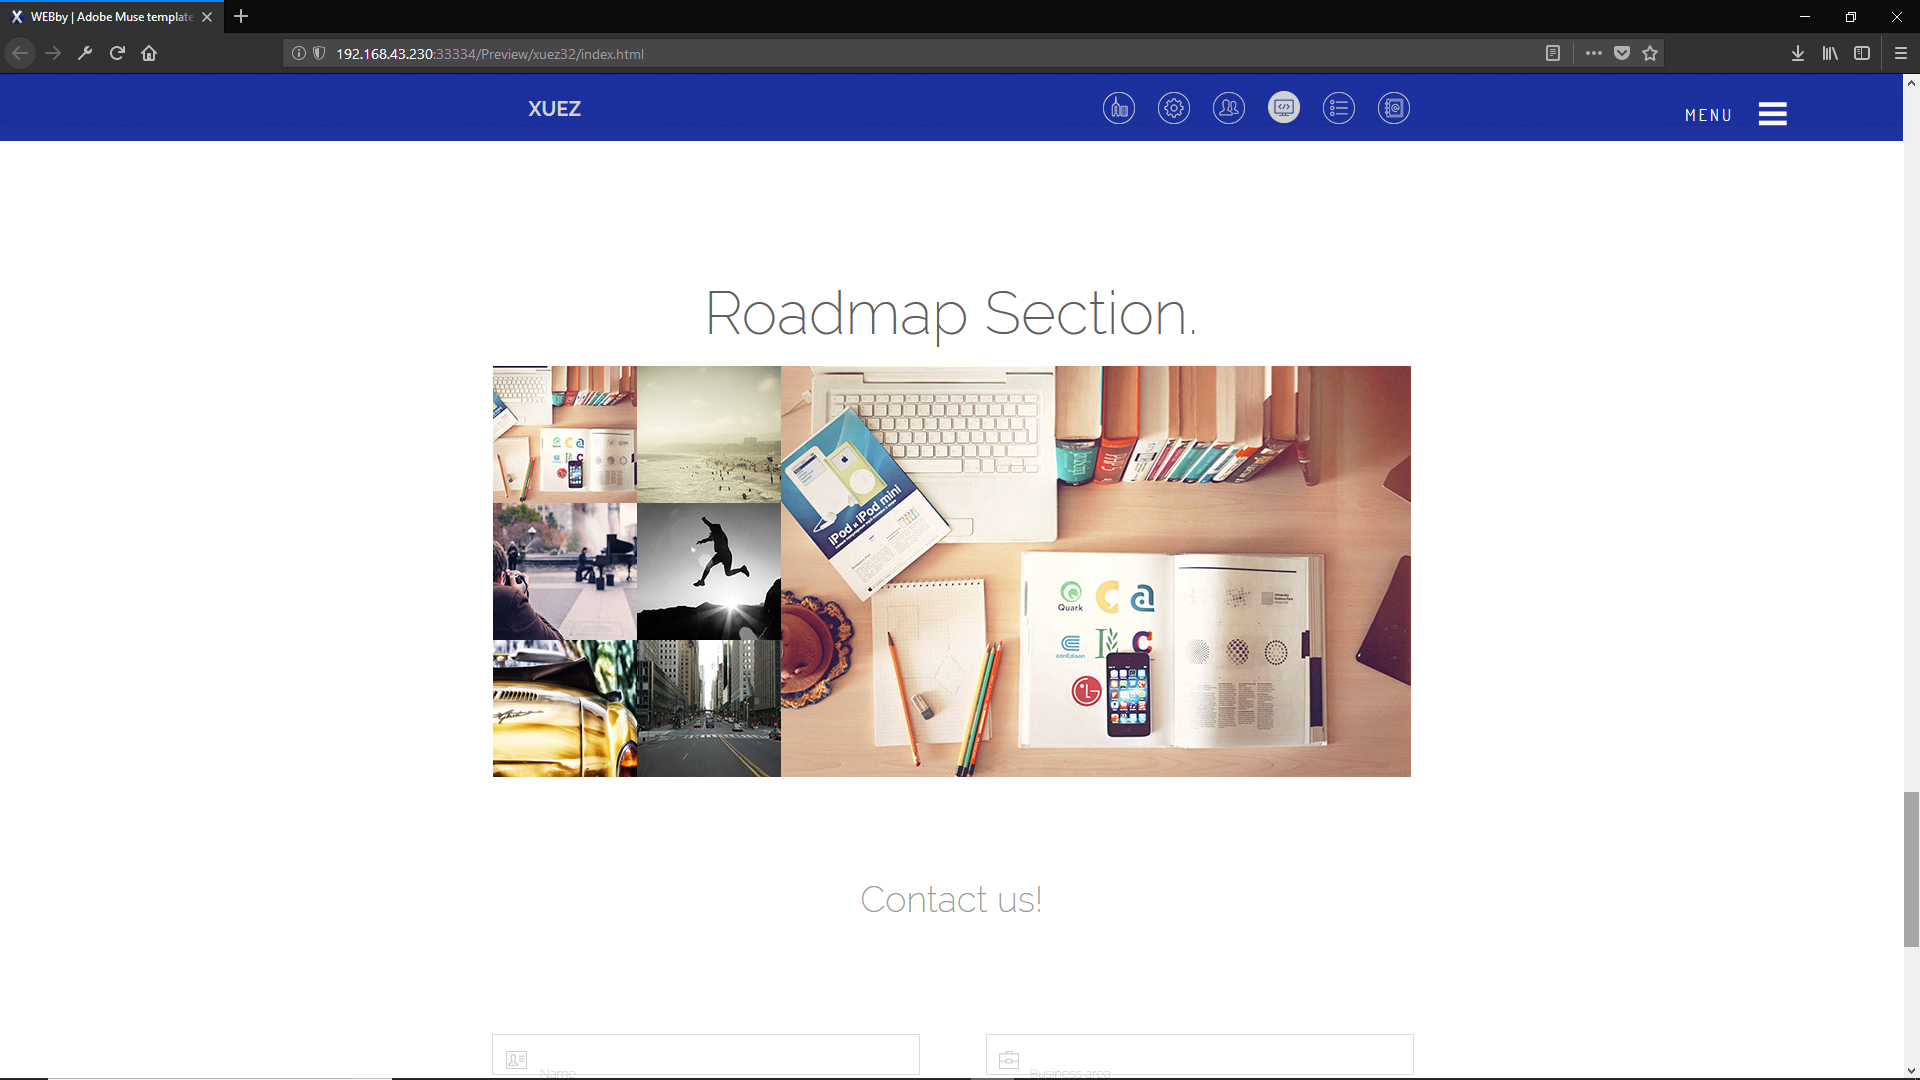 WEBby | Adobe Muse template
192.168.43.230:33334/Preview/xuez32/index.html
XUEZ
MENU
Roadmap Section.
iPod и iPod mini
Quark
conEdison
LG
Contact us!
Name
Business area